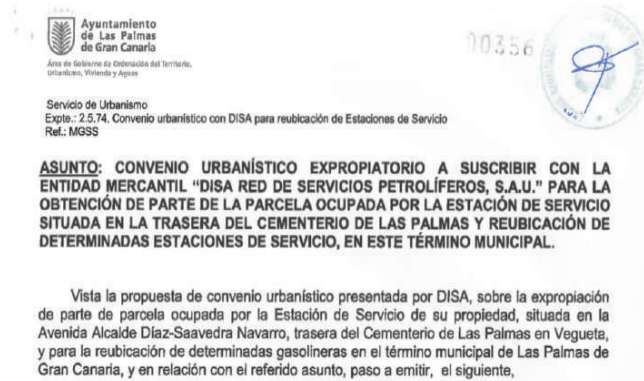 Ayuntamiento
de Las Palmas
de Gran Canaria
Área de Gobierno de Ordenación del Territorio,
Urbanismo, Vivienda y Aguas
00356
Servicio de Urbanismo
Expte.: 2.5.74. Convenio urbanístico con DISA para reubicación de Estaciones de Servicio
Ref.: MGSS
ASUNTO: CONVENIO URBANÍSTICO EXPROPIATORIO A SUSCRIBIR CON LA
ENTIDAD MERCANTIL “DISA RED DE SERVICIOS PETROLÍFEROS, S.A.U.” PARA LA
OBTENCIÓN DE PARTE DE LA PARCELA OCUPADA POR LA ESTACIÓN DE SERVICIO
SITUADA EN LA TRASERA DEL CEMENTERIO DE LAS PALMAS Y REUBICACIÓN DE
DETERMINADAS ESTACIONES DE SERVICIO, EN ESTE TÉRMINO MUNICIPAL.
Vista la propuesta de convenio urbanístico presentada por DISA, sobre la expropiación
de parte de parcela ocupada por la Estación de Servicio de su propiedad, situada en la
Avenida Alcalde Díaz-Saavedra Navarro, trasera del Cementerio de Las Palmas en Vegueta,
y para la reubicación de determinadas gasolineras en el término municipal de Las Palmas de
Gran Canaria, y en relación con el referido asunto, paso a emitir, el siguiente,